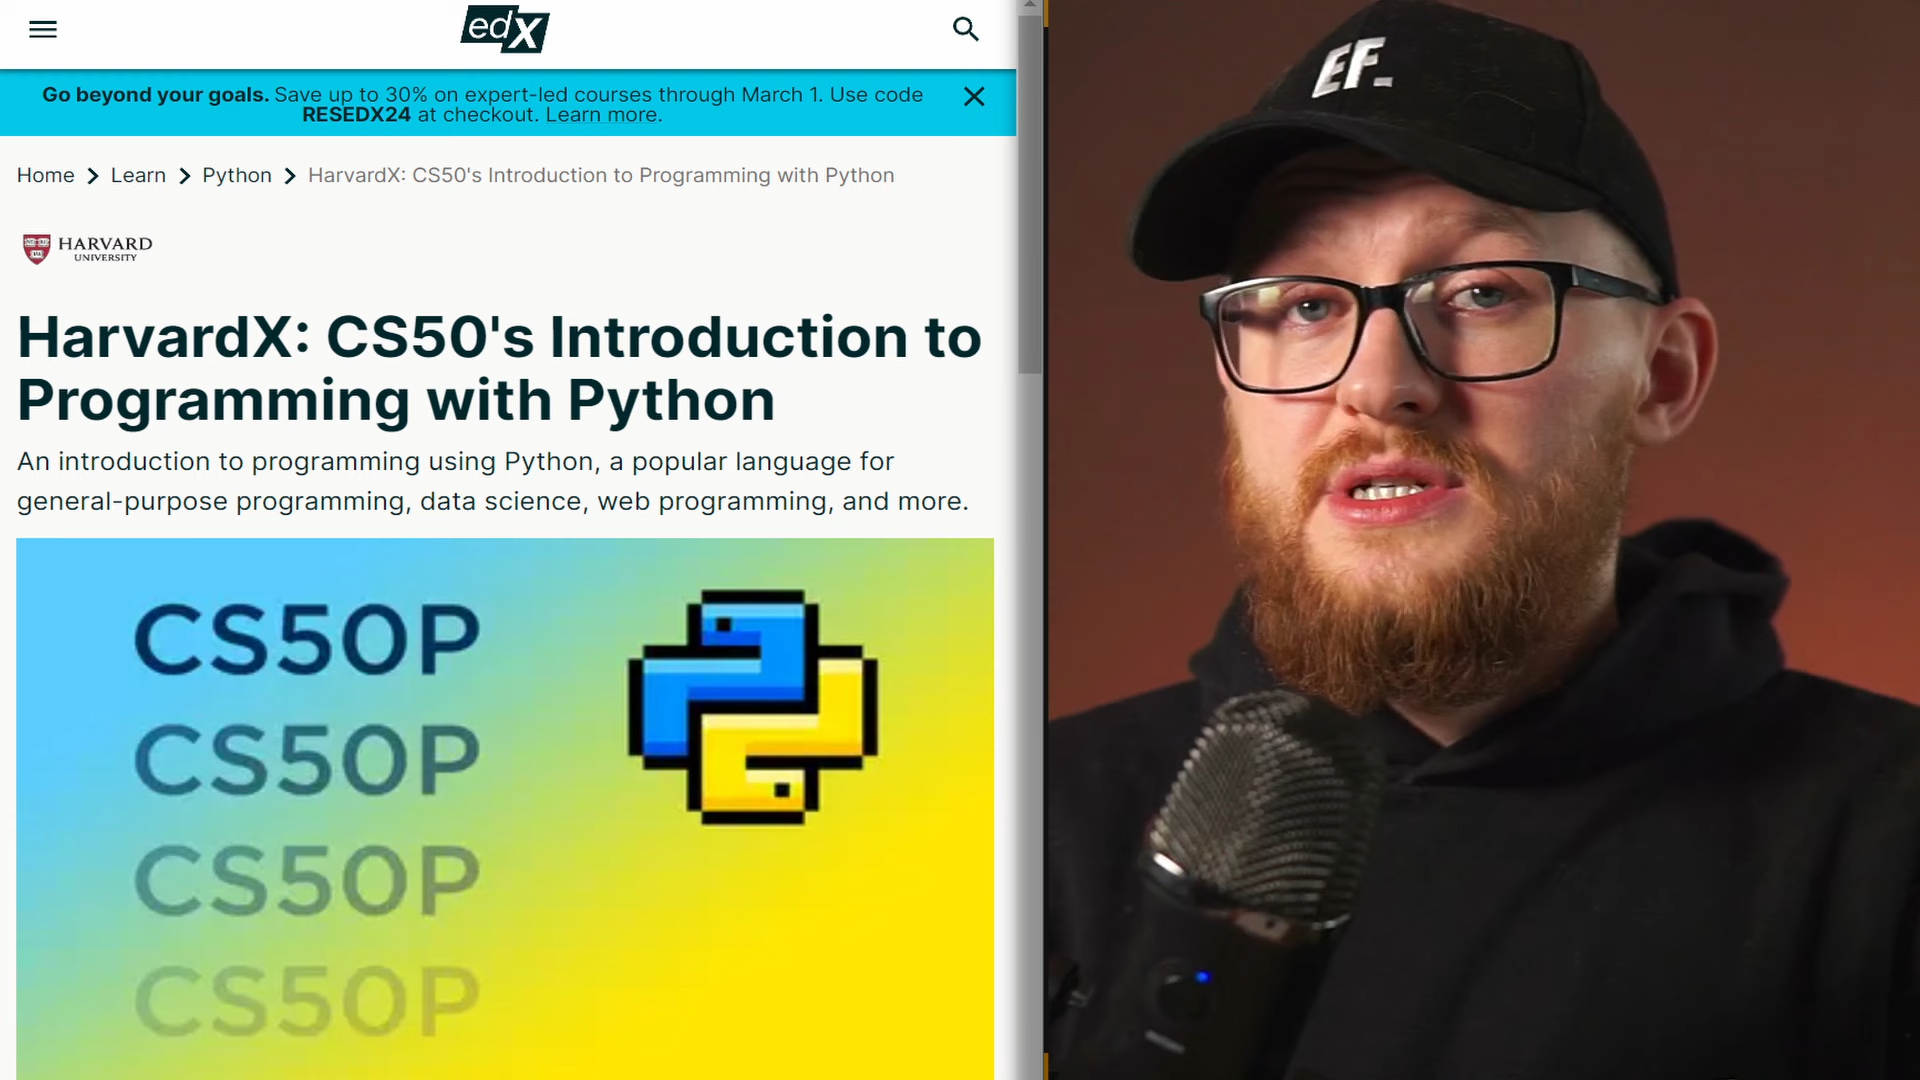 edX
Go beyond your goals. Save up to 30% on expert-led courses through March 1. Use code
RESEDX24 at checkout. Learn more.
Home > Learn > Python > HarvardX: CS50's Introduction to Programming with Python
HARVARD
UNIVERSITY
HarvardX: CS50's Introduction to
Programming with Python
An introduction to programming using Python, a popular language for
general-purpose programming, data science, web programming, and more.
CS50P
CS50P
CS50P
CS50P
EF_